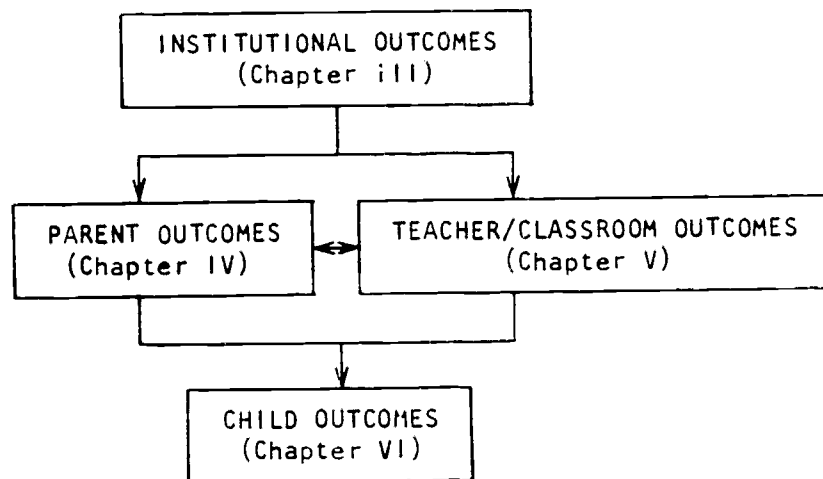 INSTITUTIONAL OUTCOMES
(Chapter iII)
PARENT OUTCOMES
(Chapter IV)
TEACHER/CLASSROOM OUTCOMES
(Chapter V)
CHILD OUTCOMES
(Chapter VI)